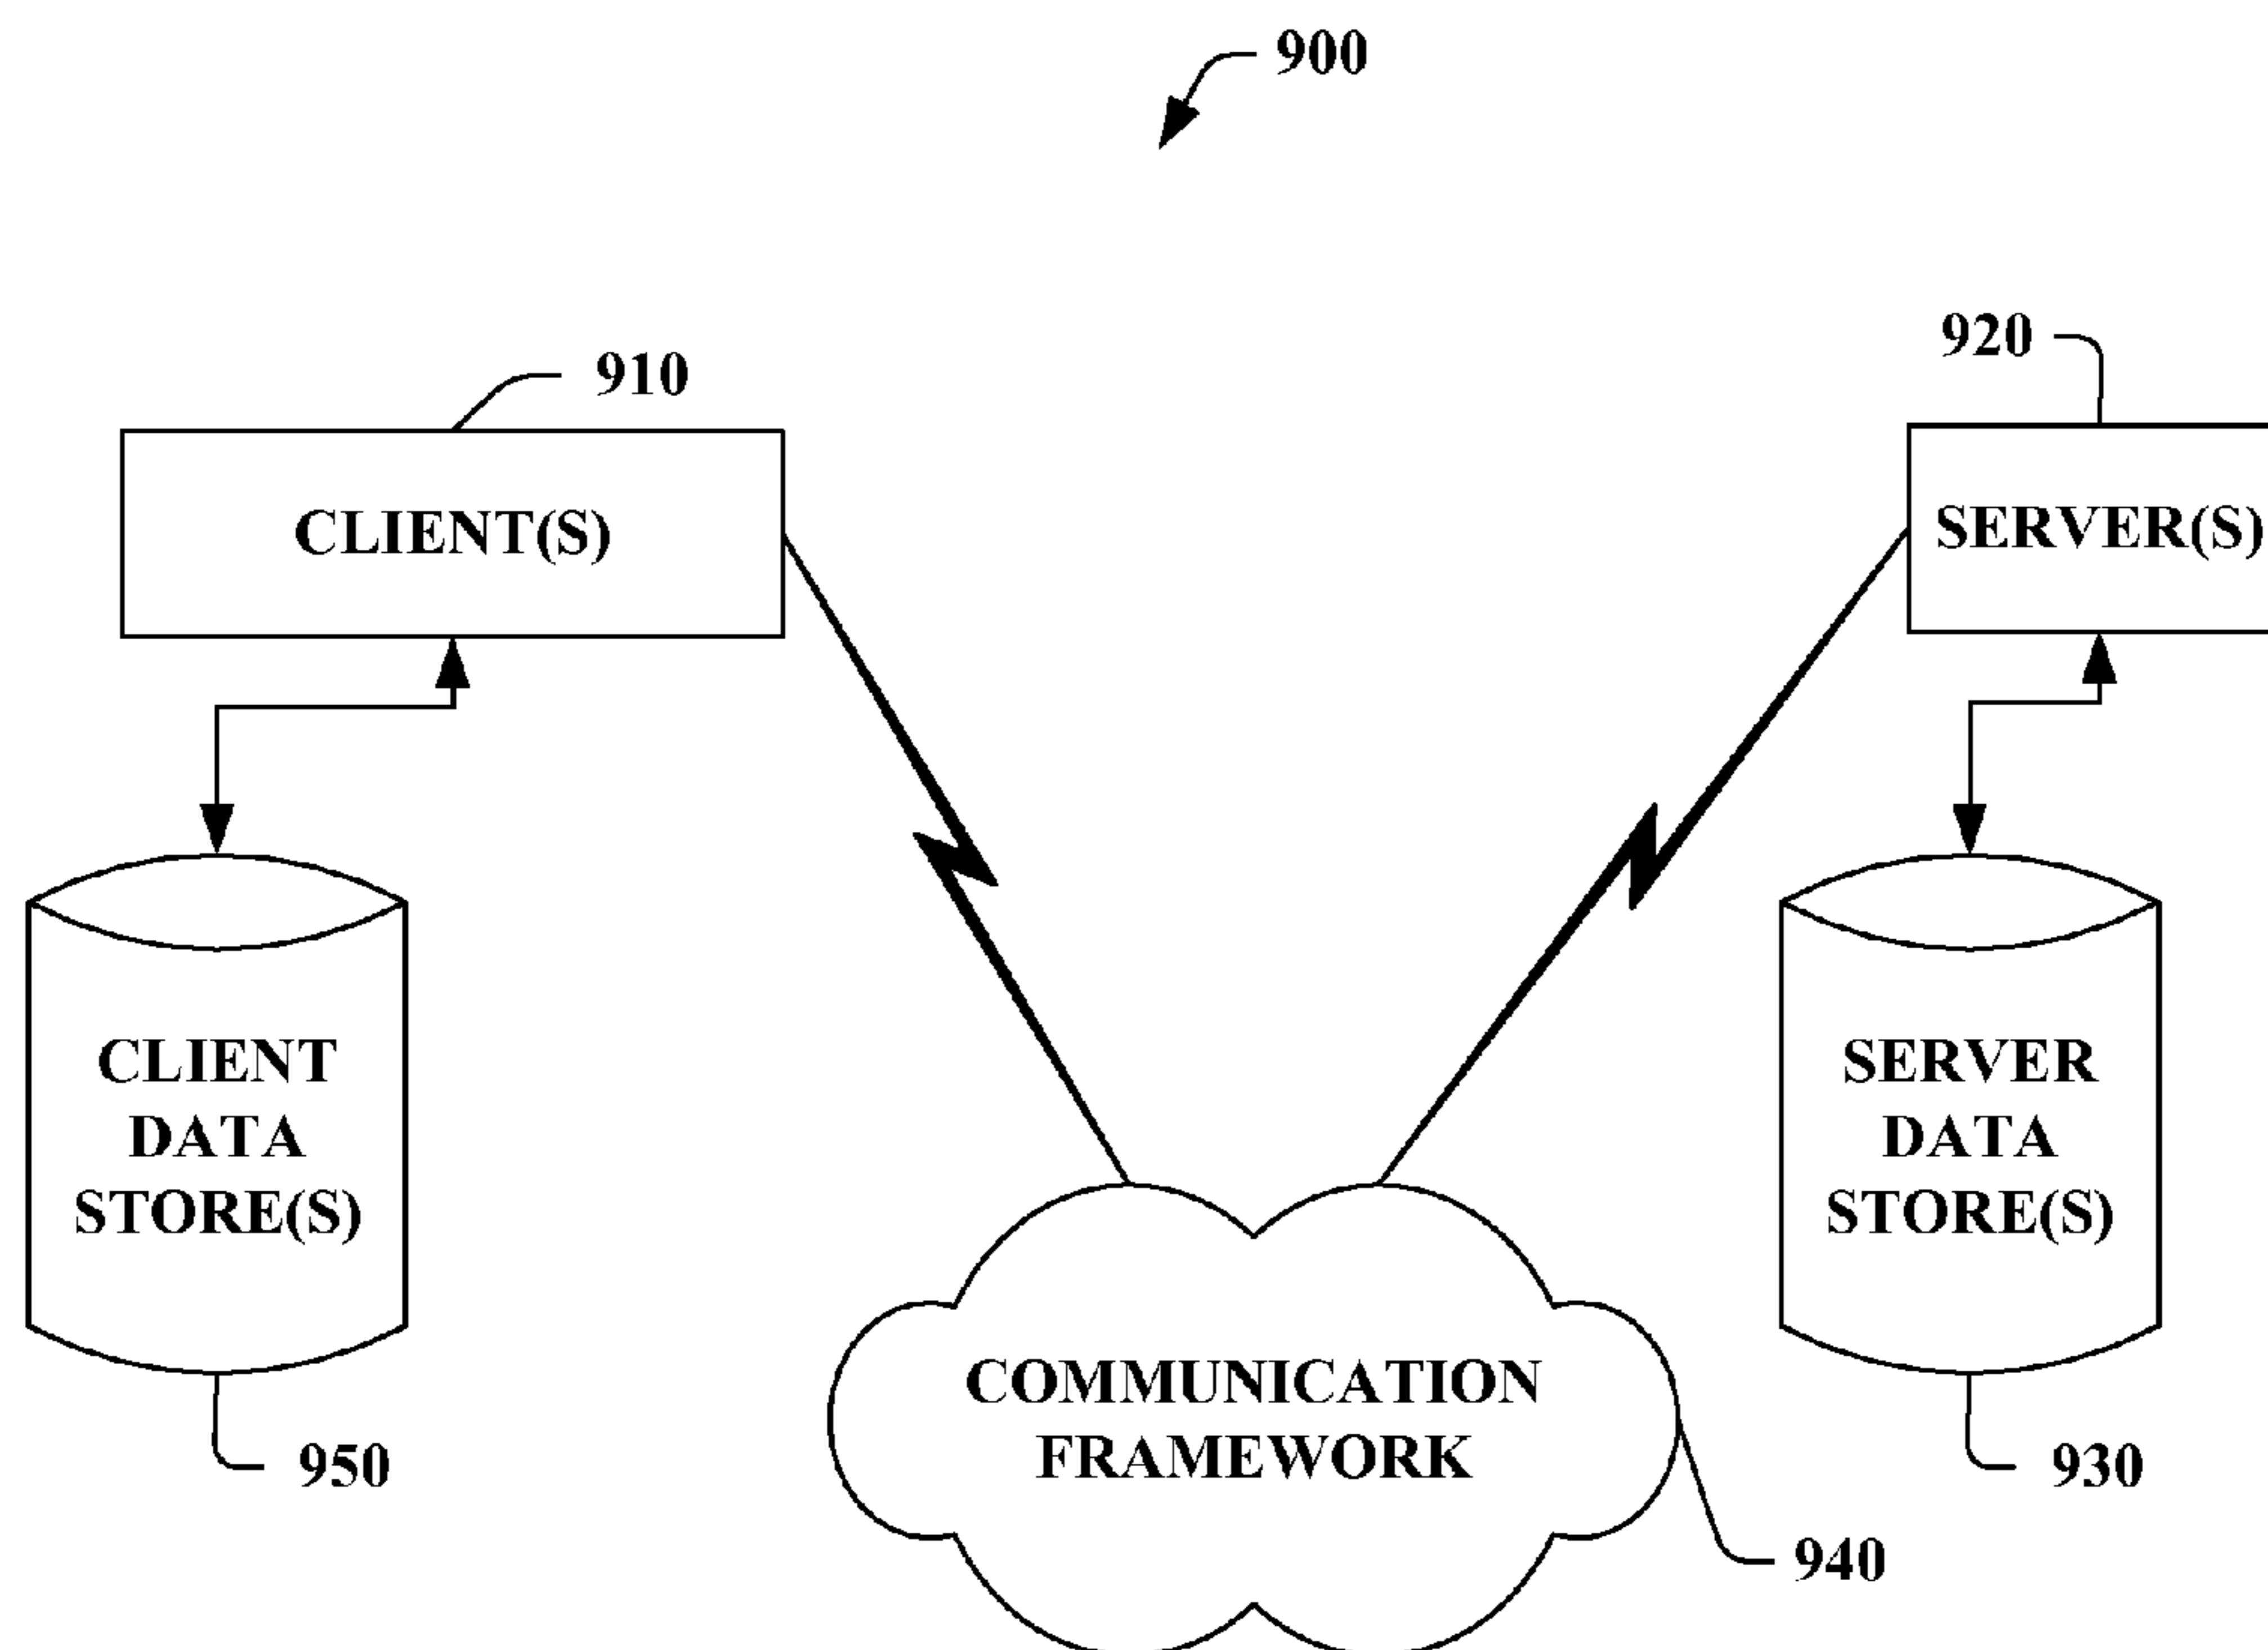 900
910
920
CLIENT(S)
SERVER(S)
CLIENT
DATA
STORE(S)
SERVER
DATA
STORE(S)
COMMUNICATION
FRAMEWORK
950
930
940